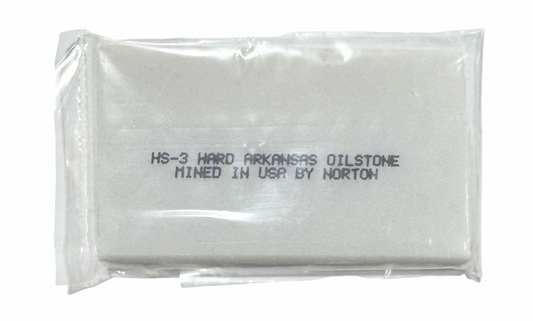 HS-3 HARD ARKANSAS OILSTONE
MINED IN USA BY NORTON